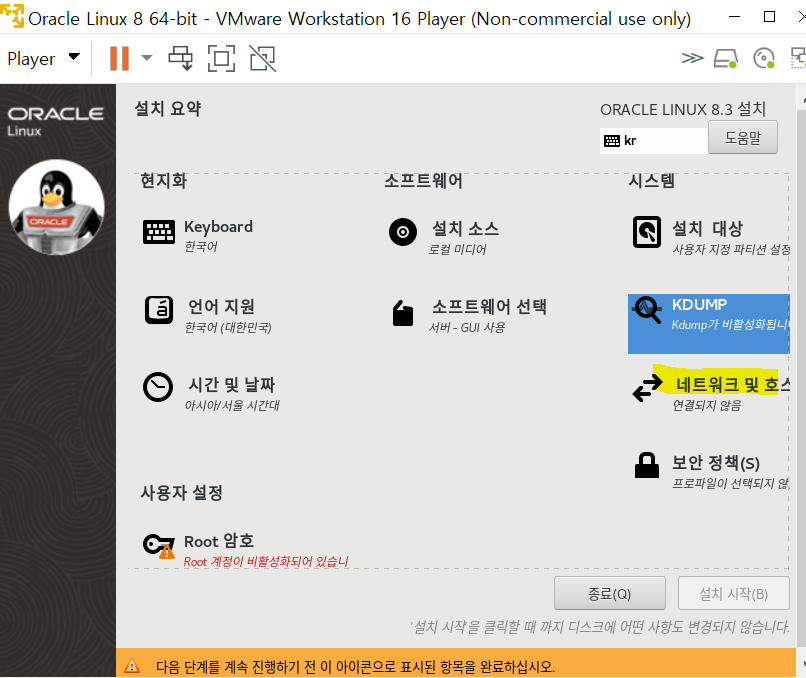 Oracle Linux 8 64-bit - VMware Workstation 16 Player (Non-commercial use only)
Player
ORACLE
Linux
ORACLE
설치 요약
ORACLE LINUX 8.3 설치
kr
도움말
현지화
소프트웨어
시스템
Keyboard
한국어
설치 소스
로컬 미디어
설치 대상
사용자 지정 파티션 설정
언어 지원
한국어 (대한민국)
소프트웨어 선택
서버 - GUI 사용
KDUMP
Kdump가 비활성화됩니
시간 및 날짜
아시아/서울 시간대
네트워크 및 호스
연결되지 않음
보안 정책(S)
프로파일이 선택되지 않
사용자 설정
Root 암호
Root 계정이 비활성화되어 있습니
종료(Q)
설치 시작(B)
'설치 시작'을 클릭할 때 까지 디스크에 어떤 사항도 변경되지 않습니다.
다음 단계를 계속 진행하기 전 이 아이콘으로 표시된 항목을 완료하십시오.